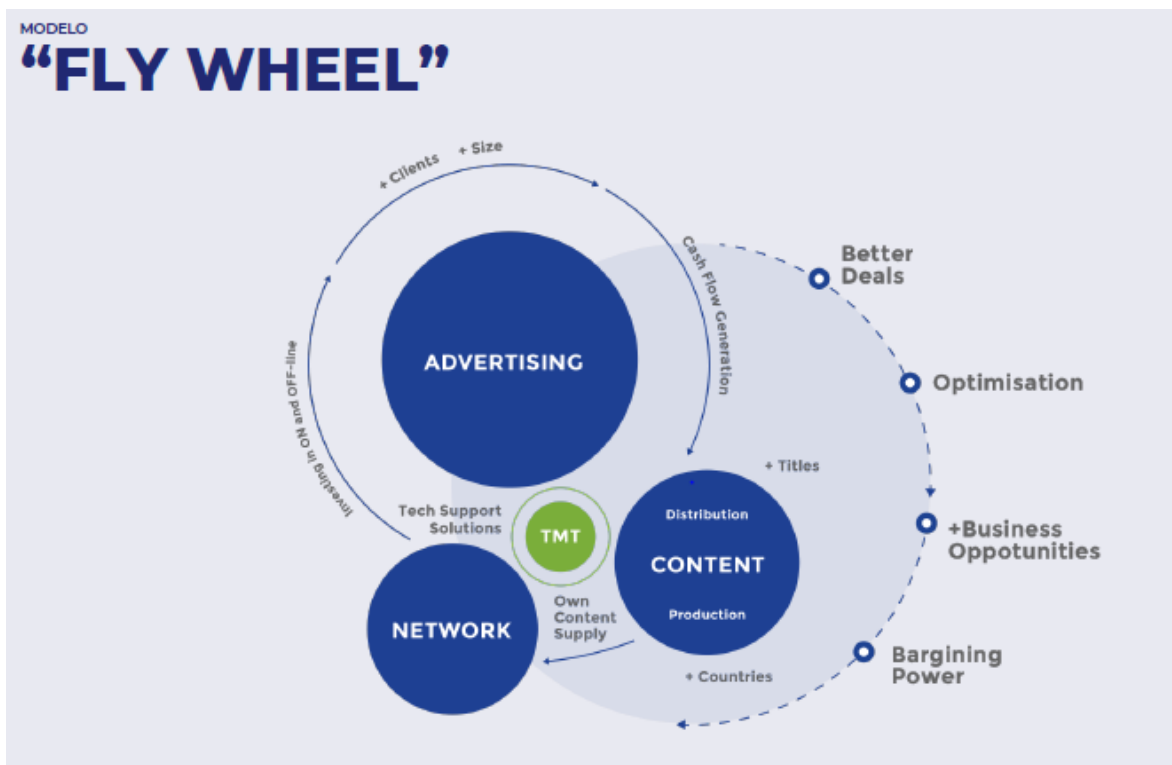 MODELO
“FLY WHEEL”
+ Clients
+ Size
Cash Flow Generation
Investing in ON and OFF-line
Better
Deals
Optimisation
+Business
Oppotunities
Bargining
Power
ADVERTISING
+ Titles
Distribution
CONTENT
Production
+ Countries
Tech Support
Solutions
TMT
Own
Content
Supply
NETWORK